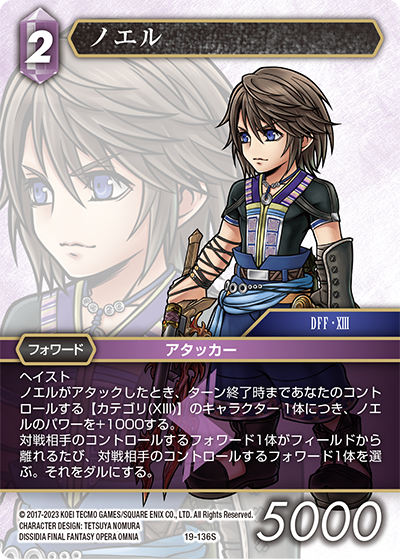 2
ノエル
DFF・XIII
フォワード
アタッカー
ヘイスト
ノエルがアタックしたとき、ターン終了時まであなたのコント
ロールする【カテゴリ(XIII)】のキャラクター 1体につき、ノエ
ルのパワーを+1000する。
対戦相手のコントロールするフォワード1体がフィールドから
離れるたび、対戦相手のコントロールするフォワード1体を選
ぶ。それをダルにする。
© 2017-2023 KOEI TECMO GAMES/SQUARE ENIX CO., LTD. All Rights Reserved.
CHARACTER DESIGN: TETSUYA NOMURA
DISSIDIA FINAL FANTASY OPERA OMNIA
19-136S
5000